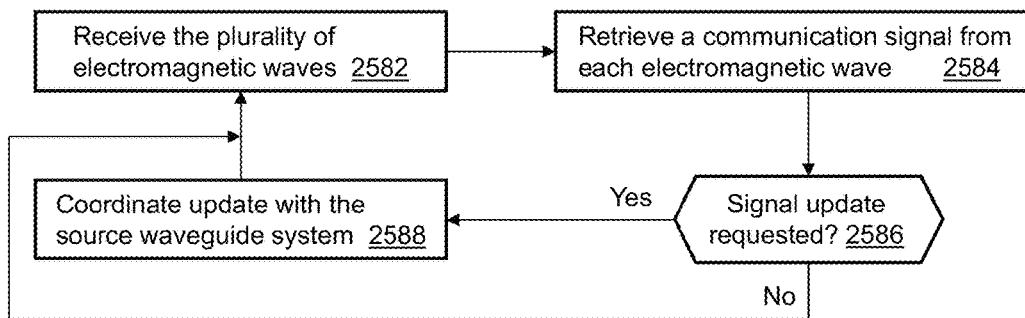 Receive the plurality of
electromagnetic waves 2582
Retrieve a communication signal from
each electromagnetic wave 2584
Signal update
requested? 2586
Yes
Coordinate update with the
source waveguide system 2588
No